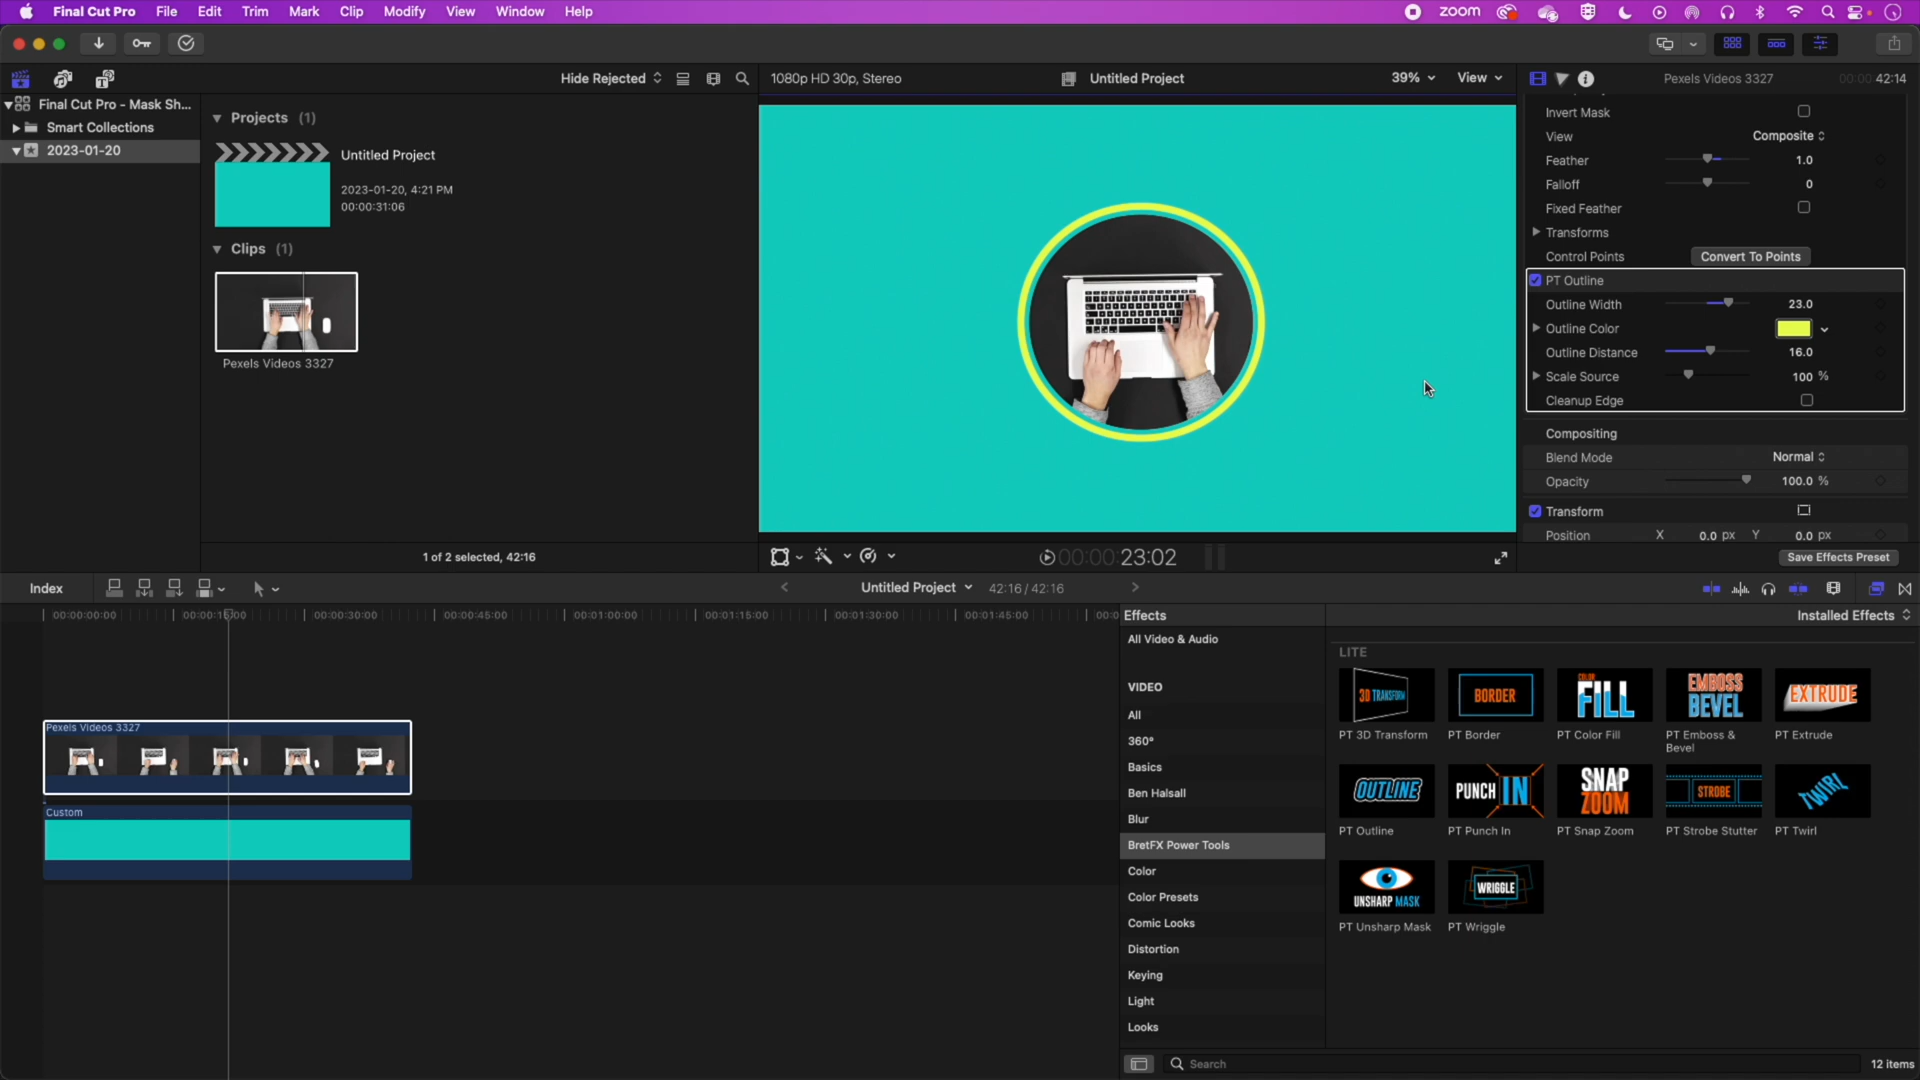 Final Cut Pro File Edit Trim Mark Clip Modify View Window Help zoom
Hide Rejected 1080p HD 30p, Stereo Untitled Project 39% View Pexels Videos 3327 00:00:42:14
Final Cut Pro - Mask Sh...
Smart Collections
2023-01-20
Projects (1)
Untitled Project
2023-01-20, 4:21 PM
00:00:31:06
Clips (1)
Pexels Videos 3327
1 of 2 selected, 42:16
00:00:23:02
Invert Mask
View Composite
Feather 1.0
Falloff 0
Fixed Feather
Transforms
Control Points Convert To Points
PT Outline
Outline Width 23.0
Outline Color
Outline Distance 16.0
Scale Source 100 %
Cleanup Edge
Compositing
Blend Mode Normal
Opacity 100.0 %
Transform
Position X 0.0 px Y 0.0 px
Save Effects Preset
Index Untitled Project 42:16 / 42:16
00:00:00:00 00:00:15:00 00:00:30:00 00:00:45:00 00:01:00:00 00:01:15:00 00:01:30:00 00:01:45:00 00:0
Pexels Videos 3327
Custom
Effects Installed Effects
All Video & Audio
VIDEO
All
360°
Basics
Ben Halsall
Blur
BretFX Power Tools
Color
Color Presets
Comic Looks
Distortion
Keying
Light
Looks
LITE
3D TRANSFORM BORDER COLOR FILL EMBOSS BEVEL EXTRUDE
PT 3D Transform PT Border PT Color Fill PT Emboss & Bevel PT Extrude
OUTLINE PUNCH IN SNAP ZOOM STROBE TWIRL
PT Outline PT Punch In PT Snap Zoom PT Strobe Stutter PT Twirl
UNSHARP MASK WRIGGLE
PT Unsharp Mask PT Wriggle
Search 12 items